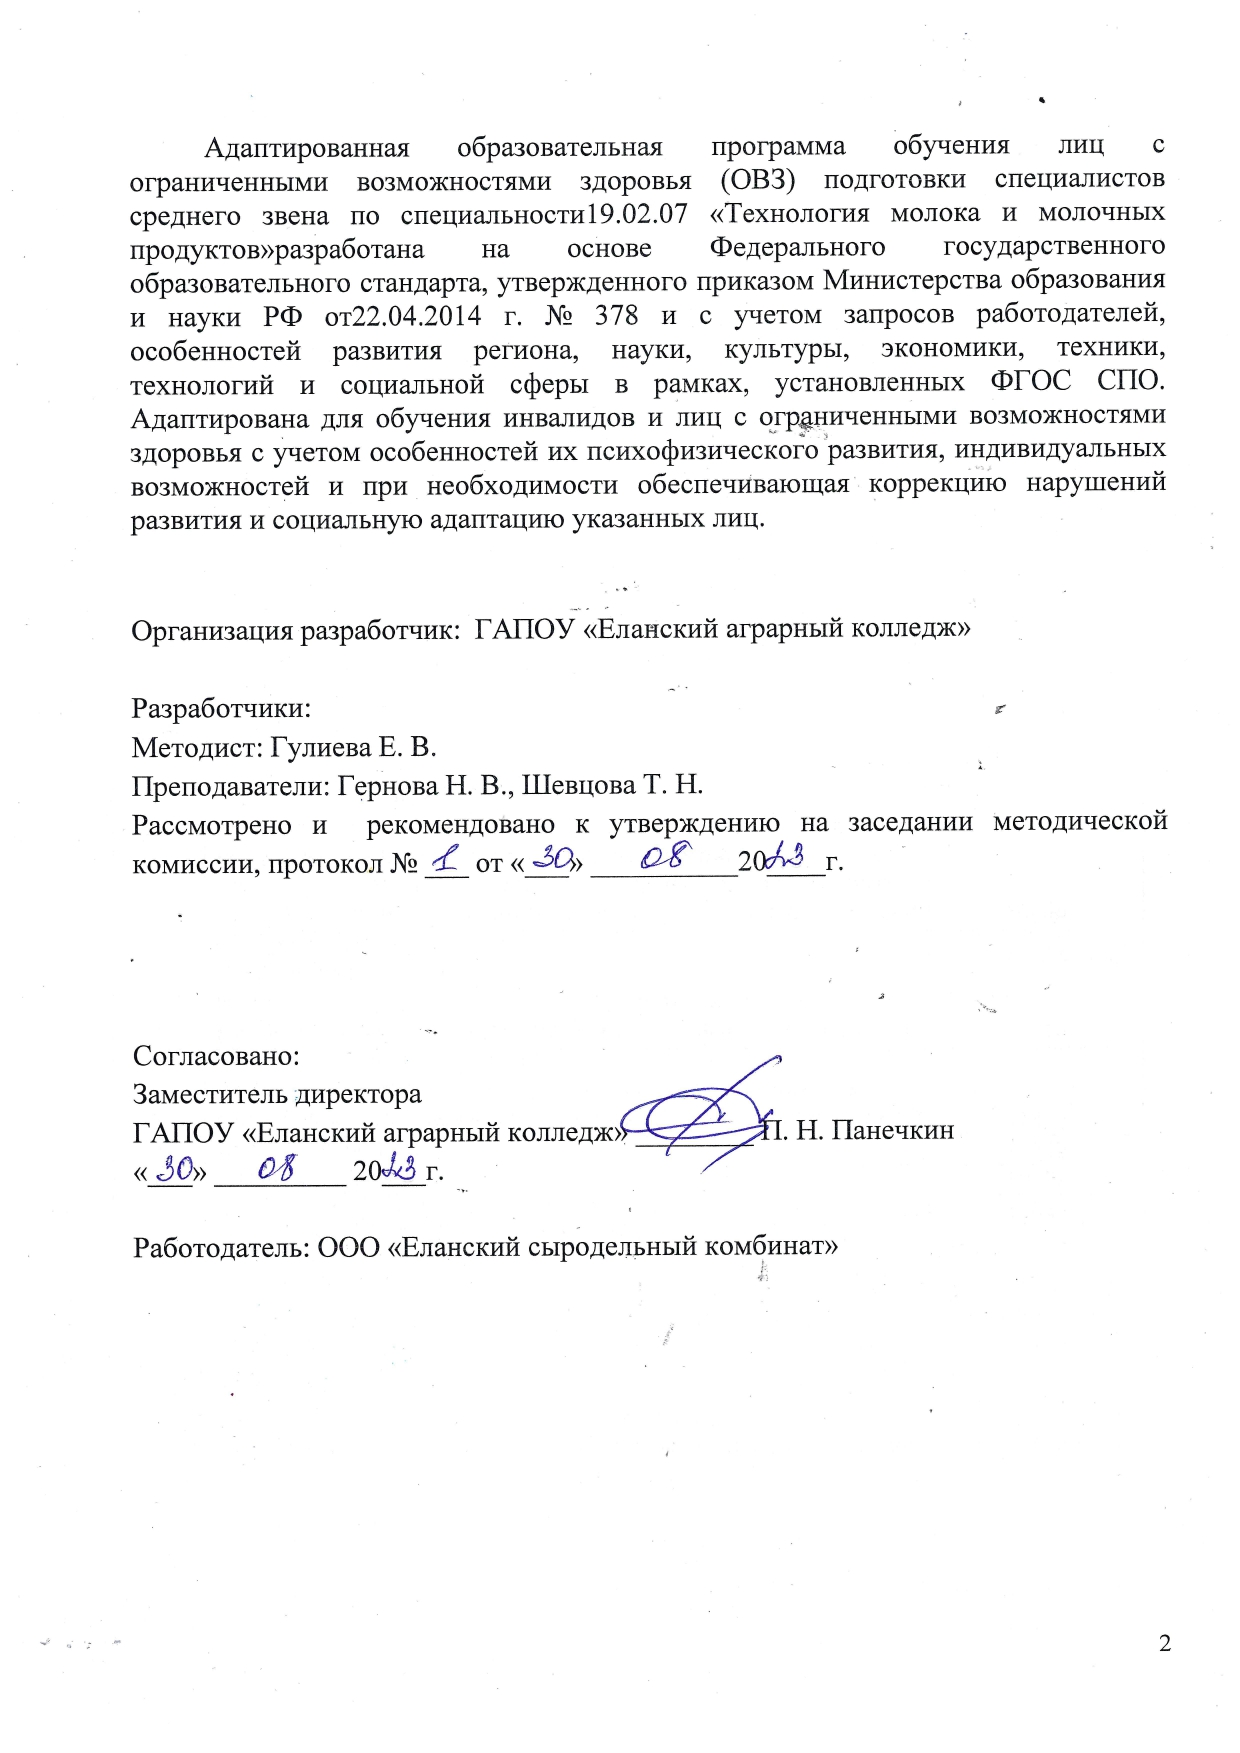 Адаптированная образовательная программа обучения лиц с
ограниченными возможностями здоровья (ОВЗ) подготовки специалистов
среднего звена по специальности19.02.07 «Технология молока и молочных
продуктов»разработана на основе Федерального государственного
образовательного стандарта, утвержденного приказом Министерства образования
и науки РФ от22.04.2014 г. № 378 и с учетом запросов работодателей,
особенностей развития региона, науки, культуры, экономики, техники,
технологий и социальной сферы в рамках, установленных ФГОС СПО.
Адаптирована для обучения инвалидов и лиц с ограниченными возможностями
здоровья с учетом особенностей их психофизического развития, индивидуальных
возможностей и при необходимости обеспечивающая коррекцию нарушений
развития и социальную адаптацию указанных лиц.
Организация разработчик: ГАПОУ «Еланский аграрный колледж»
Разработчики:
Методист: Гулиева Е. В.
Преподаватели: Гернова Н. В., Шевцова Т. Н.
Рассмотрено и рекомендовано к утверждению на заседании методической
комиссии, протокол № 1 от «30» 08 2023 г.
Согласовано:
Заместитель директора
ГАПОУ «Еланский аграрный колледж» ________ П. Н. Панечкин
«30» 08 2023 г.
Работодатель: ООО «Еланский сыродельный комбинат»
2